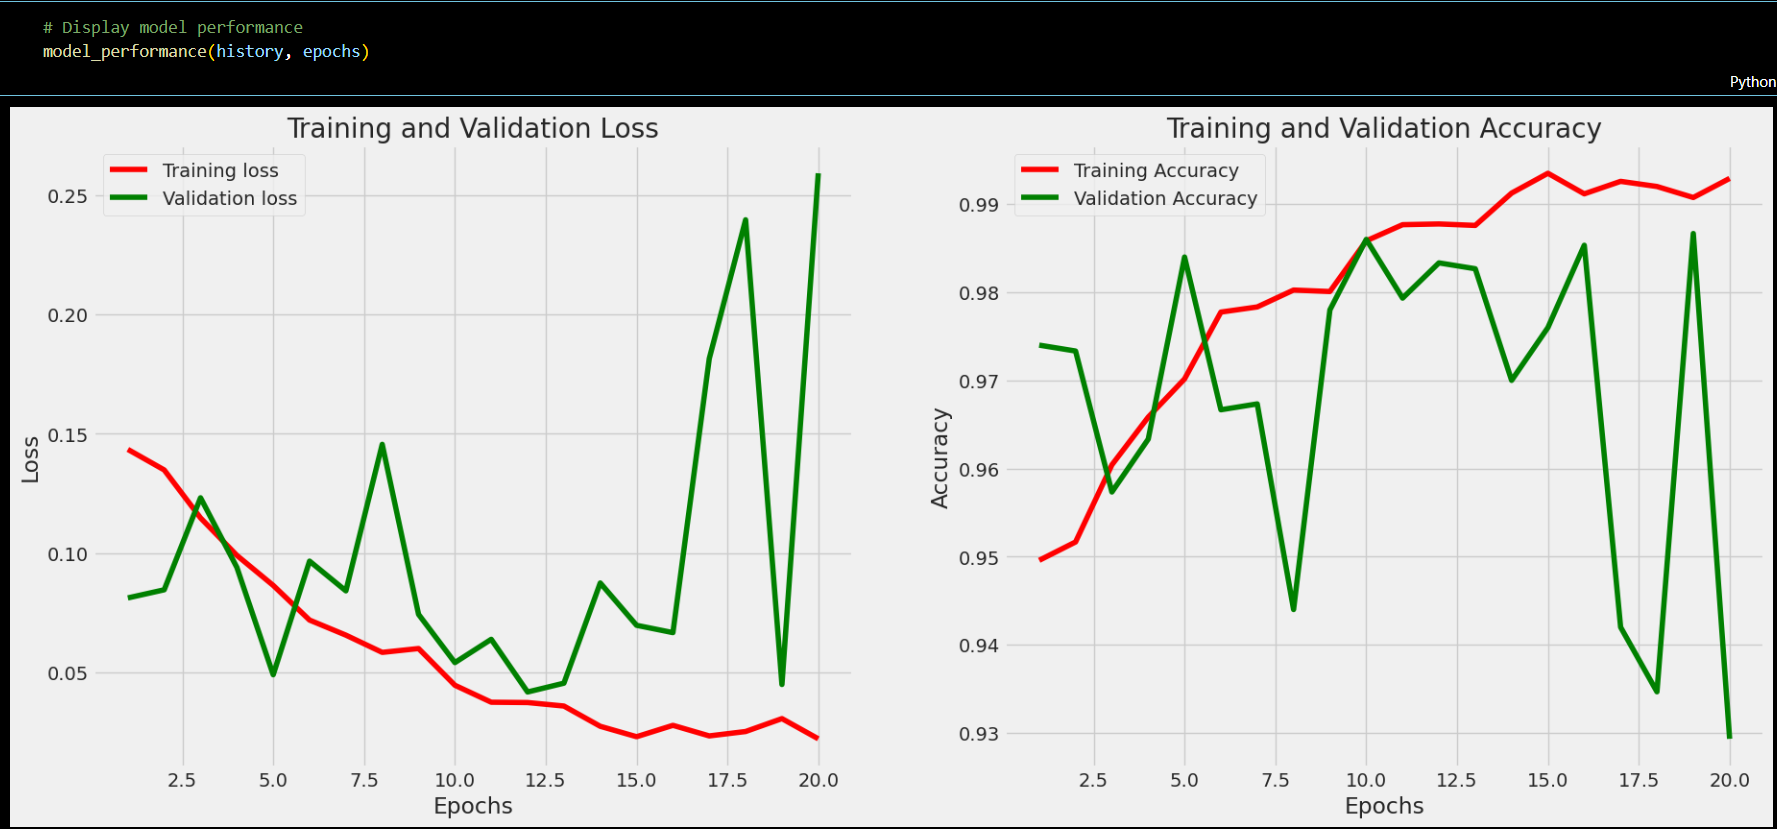 # Display model performance
model_performance(history, epochs)
Python
Training and Validation Loss
Training loss
Validation loss
0.25
0.20
0.15
0.10
0.05
Loss
2.5 5.0 7.5 10.0 12.5 15.0 17.5 20.0
Epochs
Training and Validation Accuracy
Training Accuracy
Validation Accuracy
0.99
0.98
0.97
0.96
0.95
0.94
0.93
Accuracy
2.5 5.0 7.5 10.0 12.5 15.0 17.5 20.0
Epochs